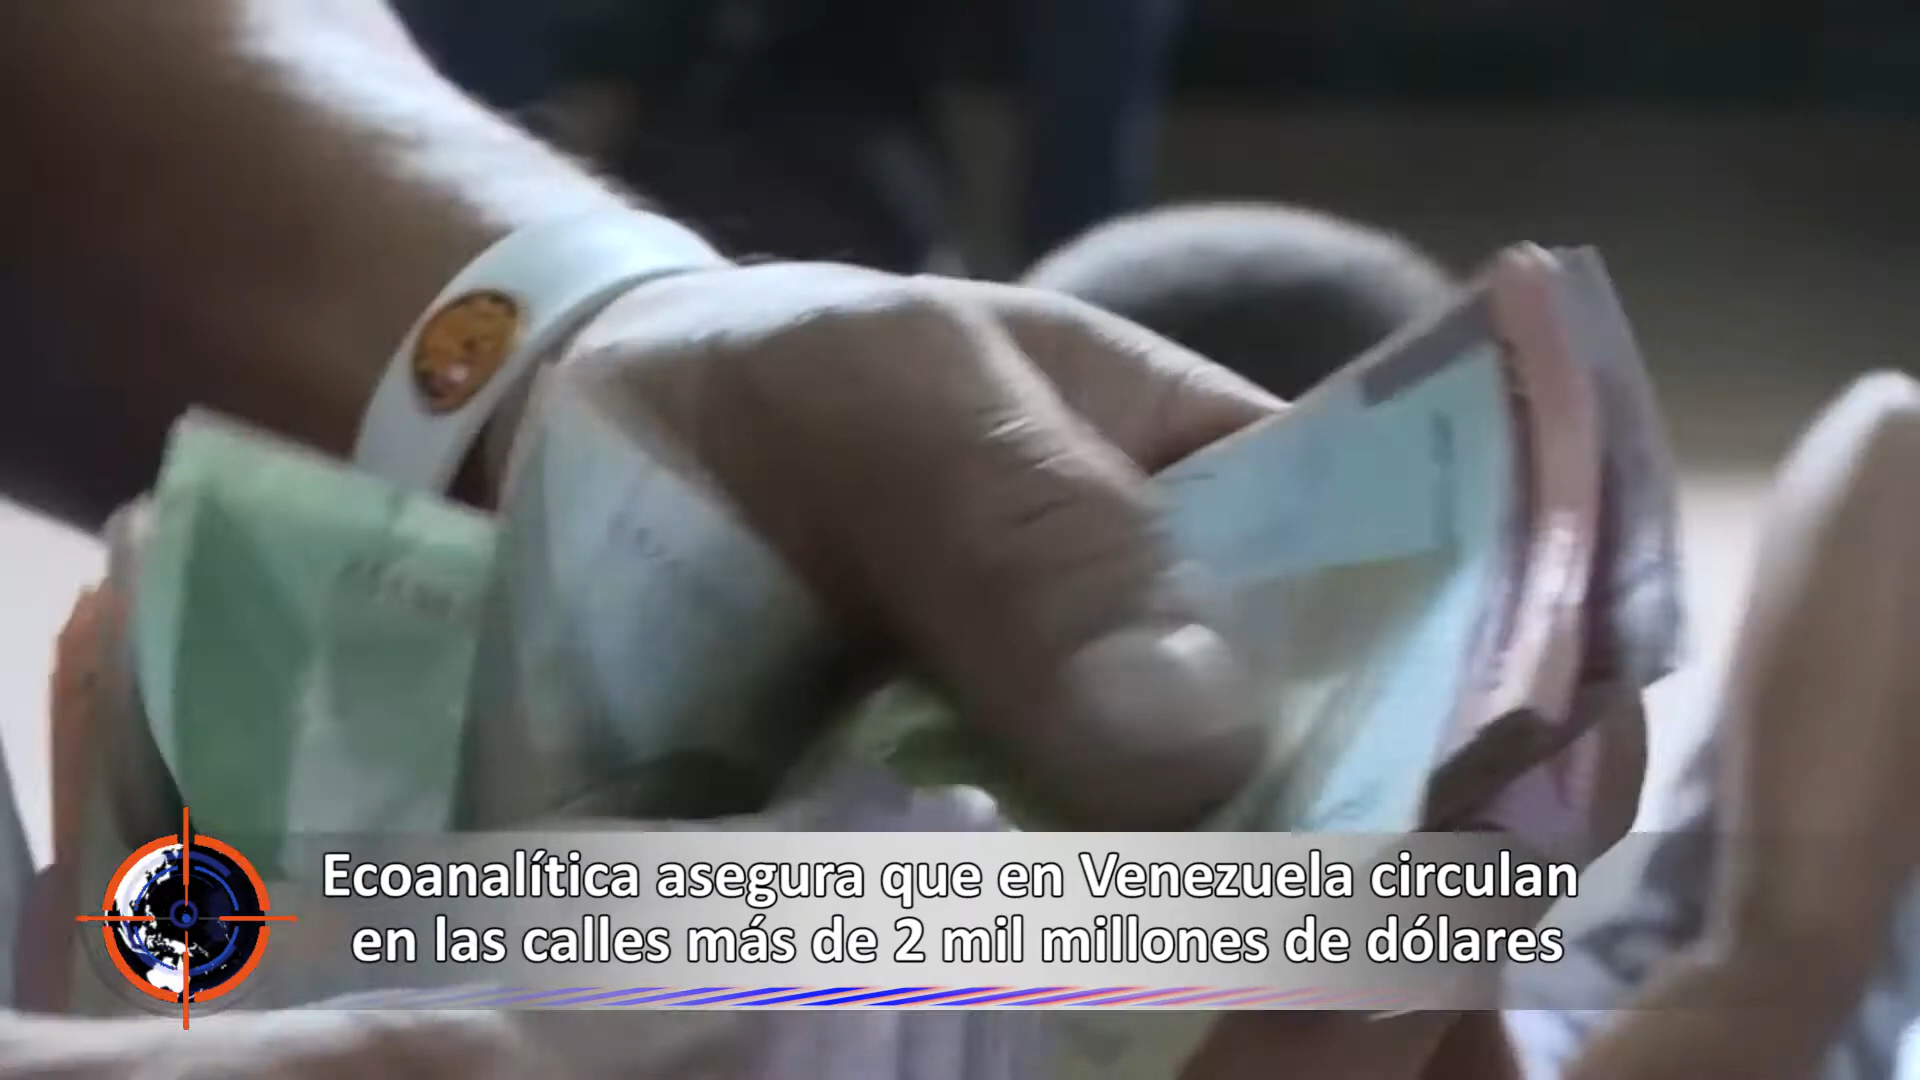 Ecoanalítica asegura que en Venezuela circulan
en las calles más de 2 mil millones de dólares